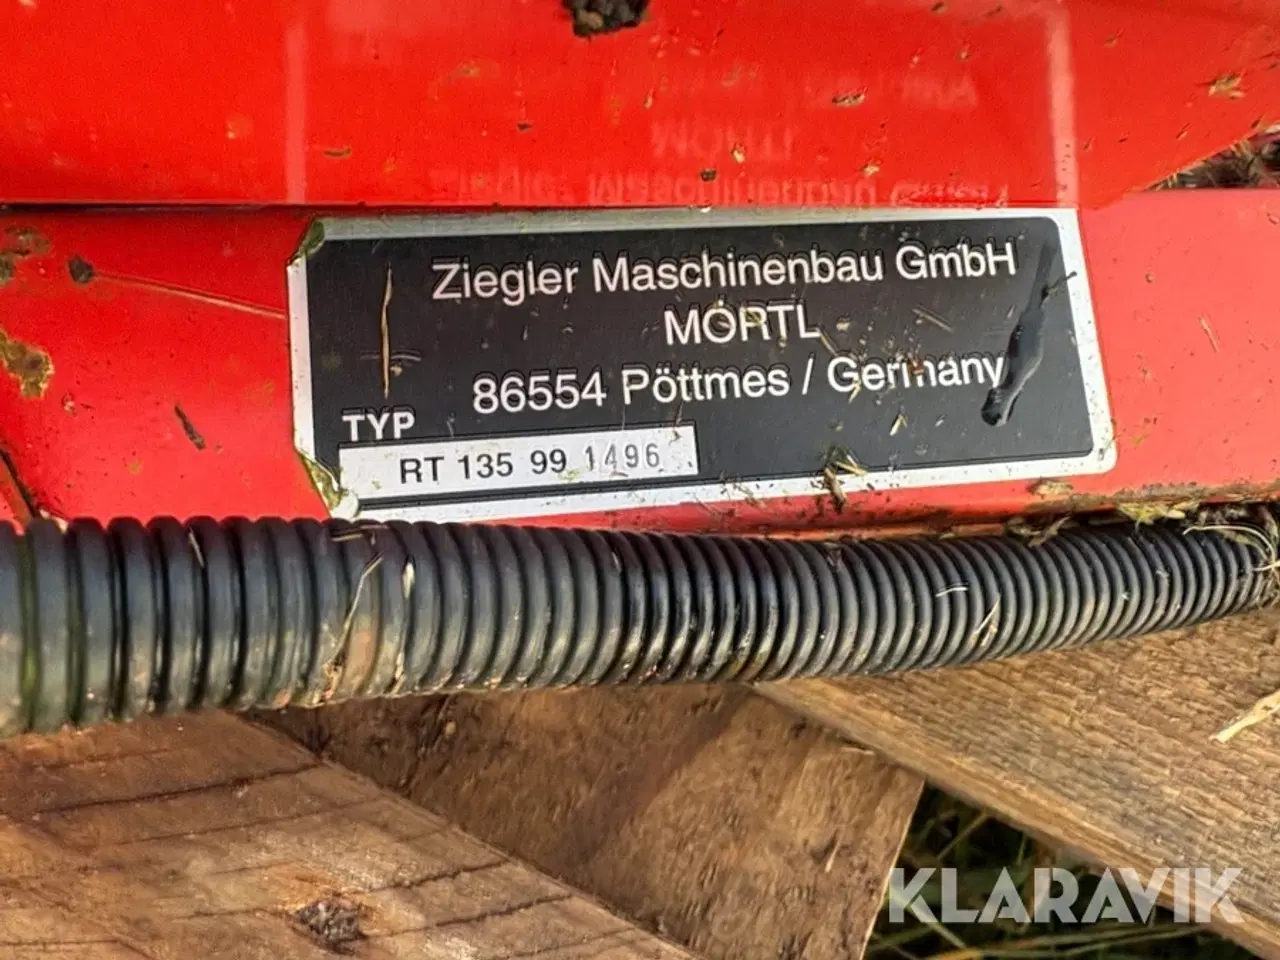 Ziegler Maschinenbau GmbH
MÖRTL
86554 Pöttmes / Germany
TYP
RT 135 99 1496
KLARAVIK